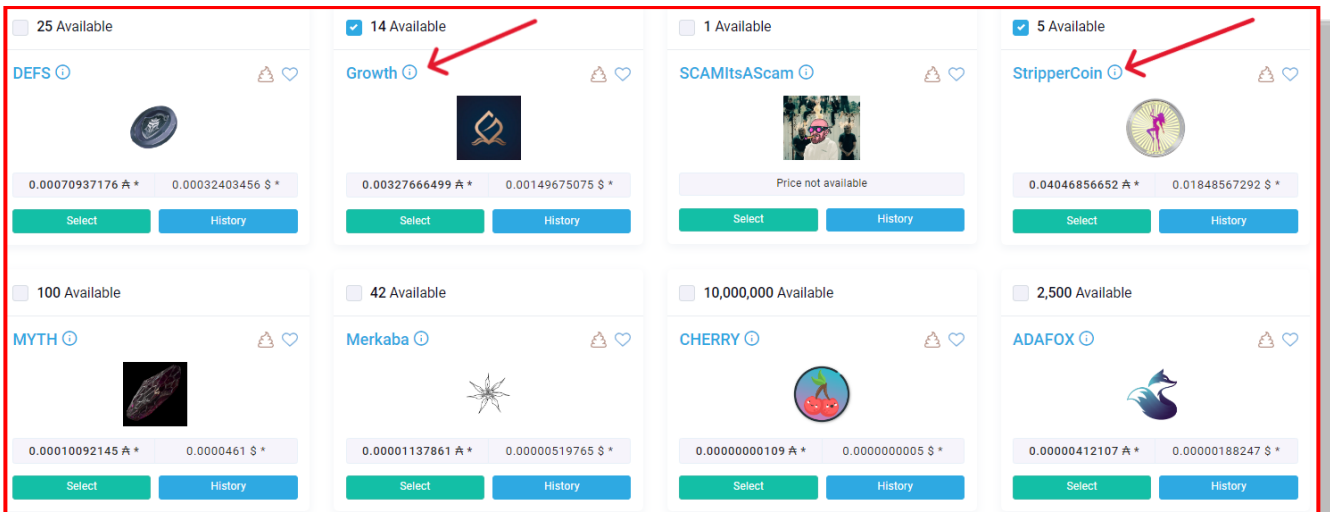 25 Available
14 Available
1 Available
5 Available
DEFS
Growth
SCAMItsAScam
StripperCoin
0.00070937176 ₳ * 0.00032403456 $ *
0.00327666499 ₳ * 0.00149675075 $ *
Price not available
0.04046856652 ₳ * 0.01848567292 $ *
Select History
Select History
Select History
Select History
100 Available
42 Available
10,000,000 Available
2,500 Available
MYTH
Merkaba
CHERRY
ADAFOX
0.00010092145 ₳ * 0.0000461 $ *
0.00001137861 ₳ * 0.00000519765 $ *
0.00000000109 ₳ * 0.0000000005 $ *
0.00000412107 ₳ * 0.00000188247 $ *
Select History
Select History
Select History
Select History